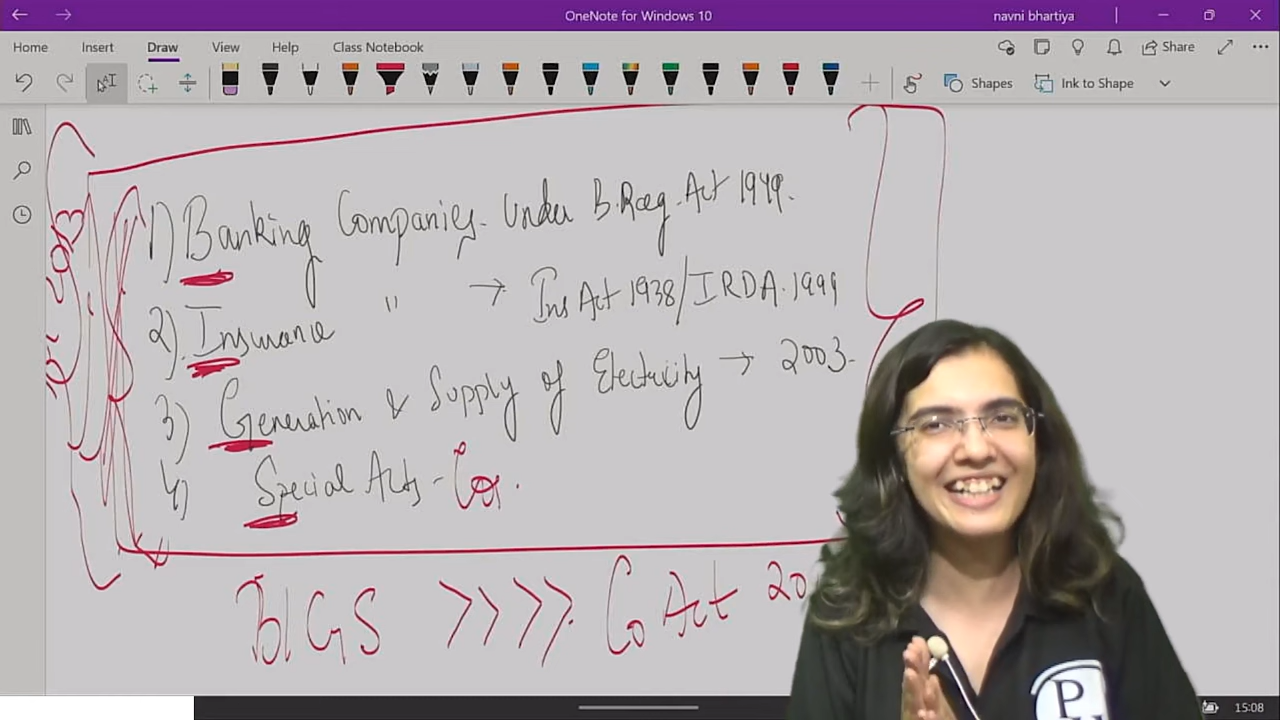 OneNote for Windows 10
navni bhartiya
Home Insert Draw View Help Class Notebook
Share
Shapes Ink to Shape
1) Banking Companies. Under B.Reg. Act 1949.
2). Insurance " → Ins Act 1938/IRDA.1999
3) Generation & Supply of Electricity → 2003.
4) Special Acts - Co.
BIGS >>>> Co Act 20
P
15:08